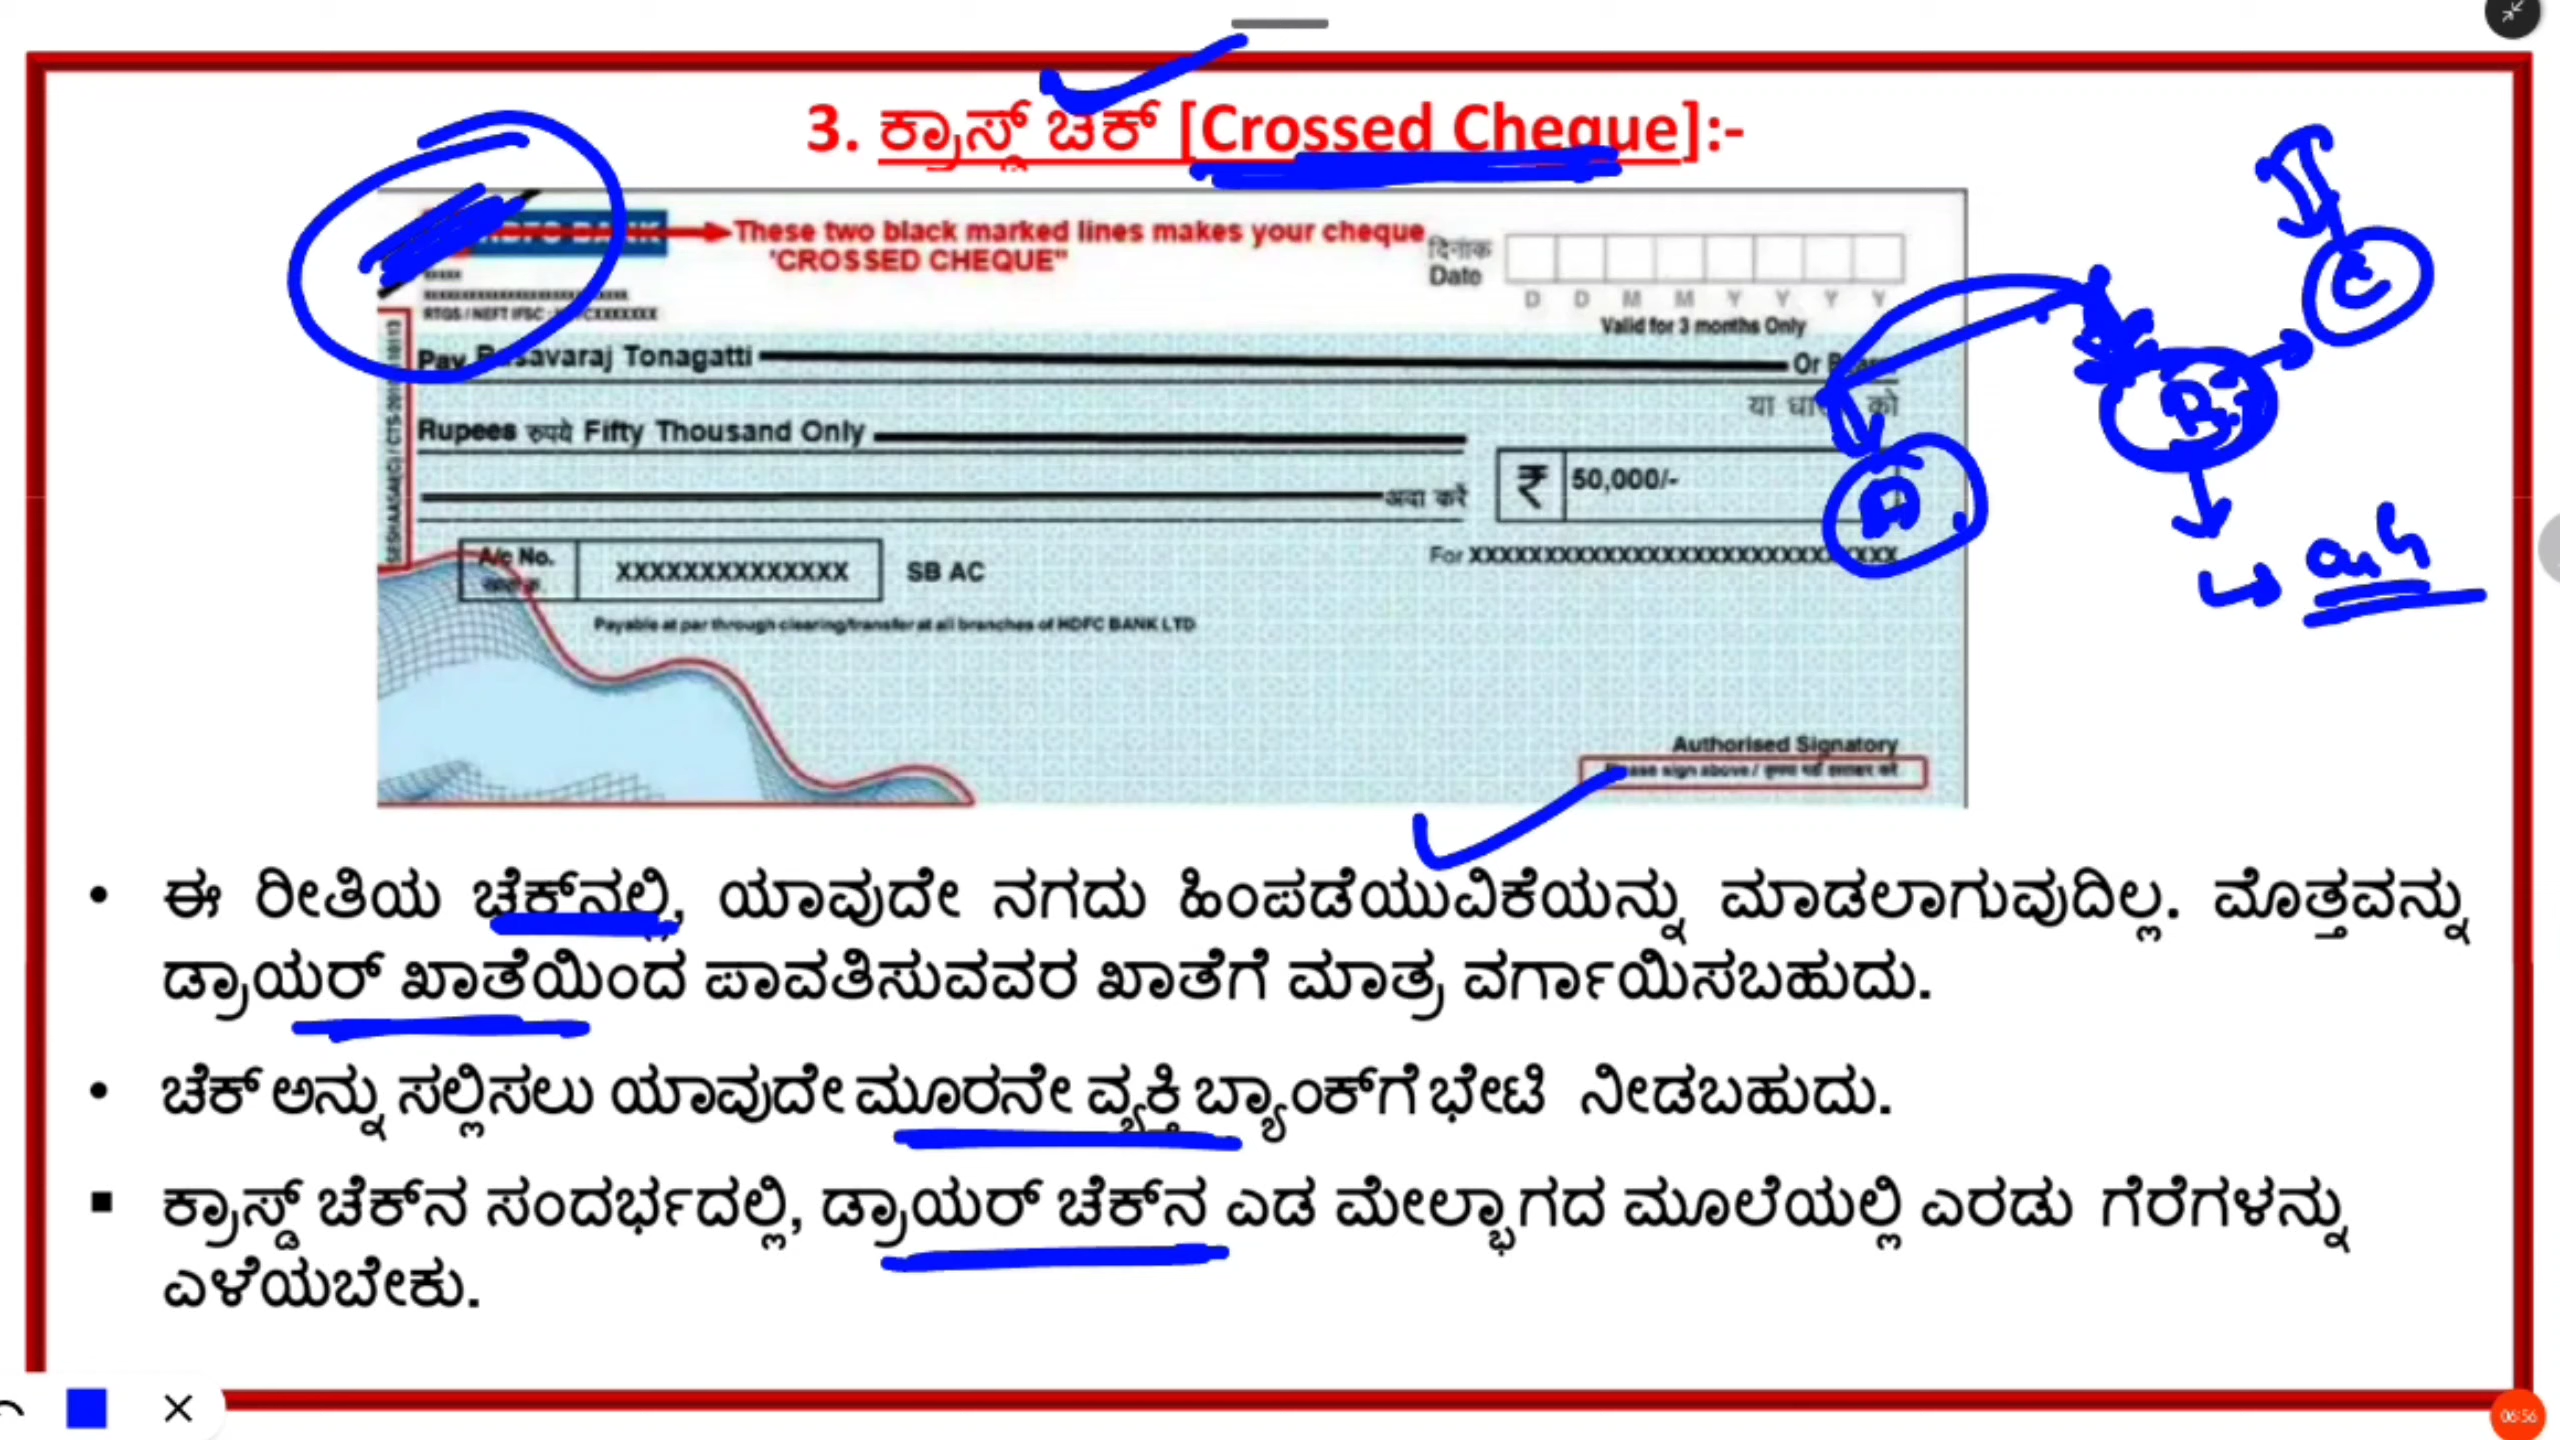 3. ಕ್ರಾಸ್ಡ್ ಚೆಕ್ [Crossed Cheque]:-
These two black marked lines makes your cheque
'CROSSED CHEQUE"
दिनांक
Date
D D M M Y Y Y Y
Valid for 3 months Only
xxxxx
Pay Basavaraj Tonagatti
Rupees रुपये Fifty Thousand Only
अदा करें
₹ 50,000/-
A/c No. XXXXXXXXXXXXXX SB AC
For XXXXXXXXXXXXXXXXXXXXXXXXXXXXX
Payable at par through clearing/transfer at all branches of HDFC BANK LTD
Authorised Signatory
C
B
A
• ಈ ರೀತಿಯ ಚೆಕ್‌ನಲ್ಲಿ, ಯಾವುದೇ ನಗದು ಹಿಂಪಡೆಯುವಿಕೆಯನ್ನು ಮಾಡಲಾಗುವುದಿಲ್ಲ. ಮೊತ್ತವನ್ನು
ಡ್ರಾಯರ್ ಖಾತೆಯಿಂದ ಪಾವತಿಸುವವರ ಖಾತೆಗೆ ಮಾತ್ರ ವರ್ಗಾಯಿಸಬಹುದು.
• ಚೆಕ್ ಅನ್ನು ಸಲ್ಲಿಸಲು ಯಾವುದೇ ಮೂರನೇ ವ್ಯಕ್ತಿ ಬ್ಯಾಂಕ್‌ಗೆ ಭೇಟಿ ನೀಡಬಹುದು.
▪ ಕ್ರಾಸ್ಡ್ ಚೆಕ್‌ನ ಸಂದರ್ಭದಲ್ಲಿ, ಡ್ರಾಯರ್ ಚೆಕ್‌ನ ಎಡ ಮೇಲ್ಭಾಗದ ಮೂಲೆಯಲ್ಲಿ ಎರಡು ಗೆರೆಗಳನ್ನು
ಎಳೆಯಬೇಕು.
06:56